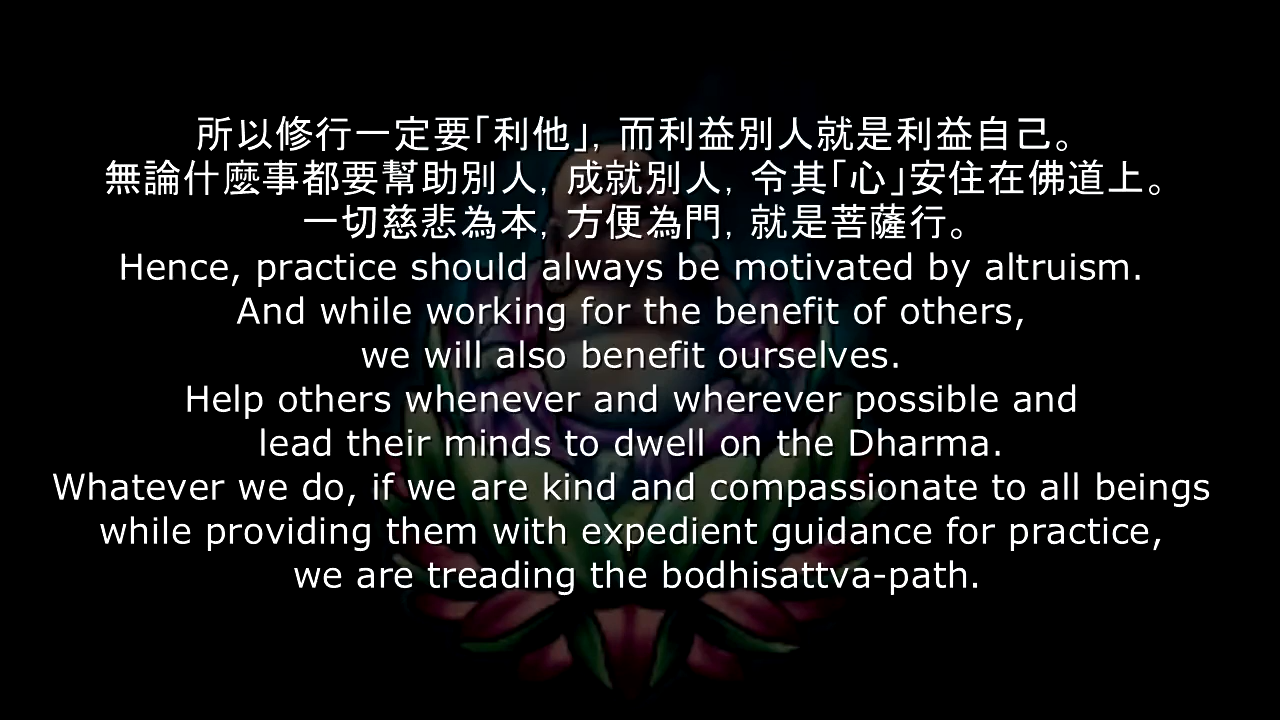 所以修行一定要「利他」，而利益別人就是利益自己。
無論什麼事都要幫助別人，成就別人，令其「心」安住在佛道上。
一切慈悲為本，方便為門，就是菩薩行。
Hence, practice should always be motivated by altruism.
And while working for the benefit of others,
we will also benefit ourselves.
Help others whenever and wherever possible and
lead their minds to dwell on the Dharma.
Whatever we do, if we are kind and compassionate to all beings
while providing them with expedient guidance for practice,
we are treading the bodhisattva-path.